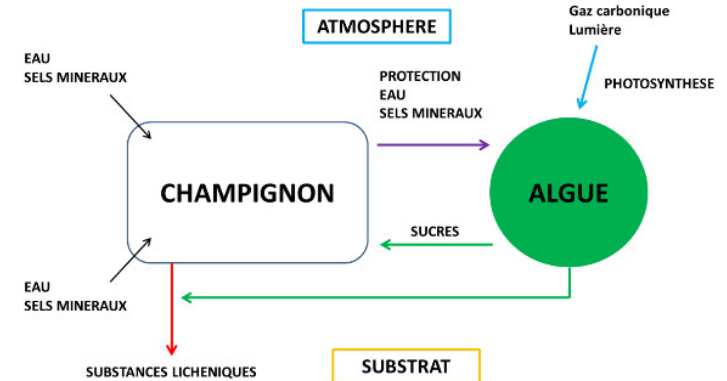 Gaz carbonique
Lumière
ATMOSPHERE
EAU
SELS MINERAUX
PROTECTION
EAU
SELS MINERAUX
PHOTOSYNTHESE
CHAMPIGNON
ALGUE
SUCRES
EAU
SELS MINERAUX
SUBSTANCES LICHENIQUES
SUBSTRAT